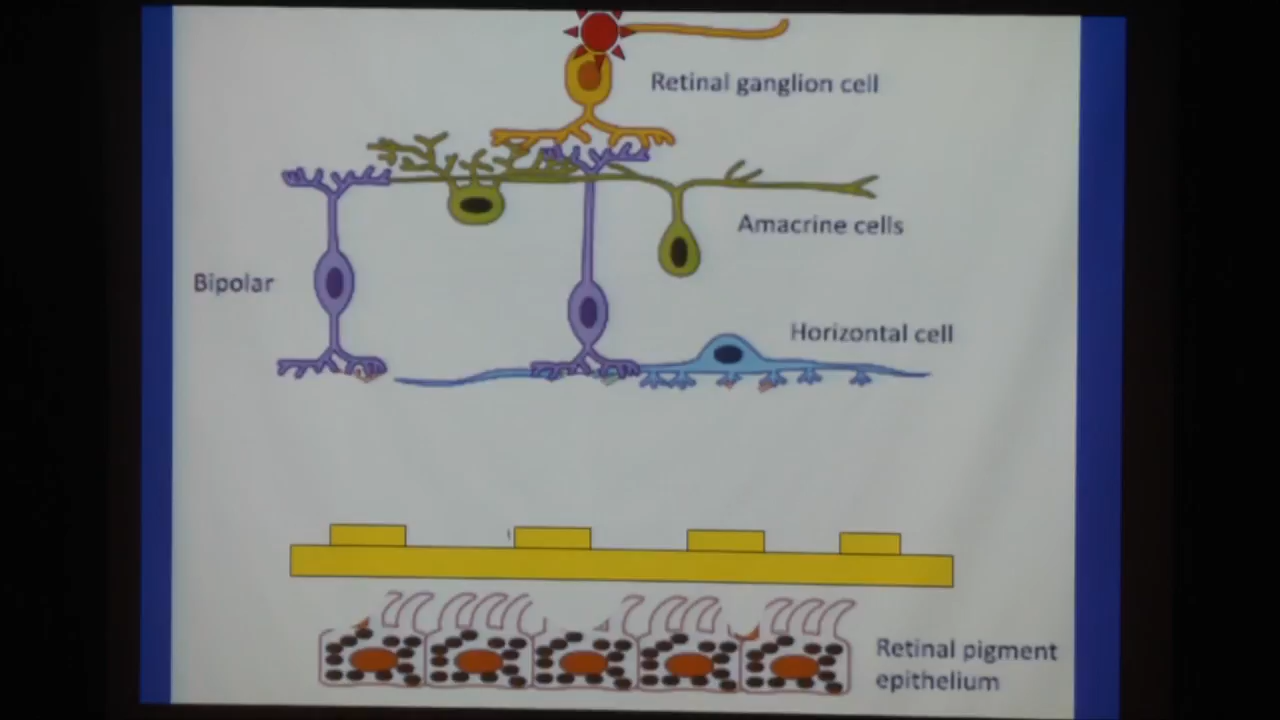 Retinal ganglion cell
Amacrine cells
Bipolar
Horizontal cell
Retinal pigment
epithelium